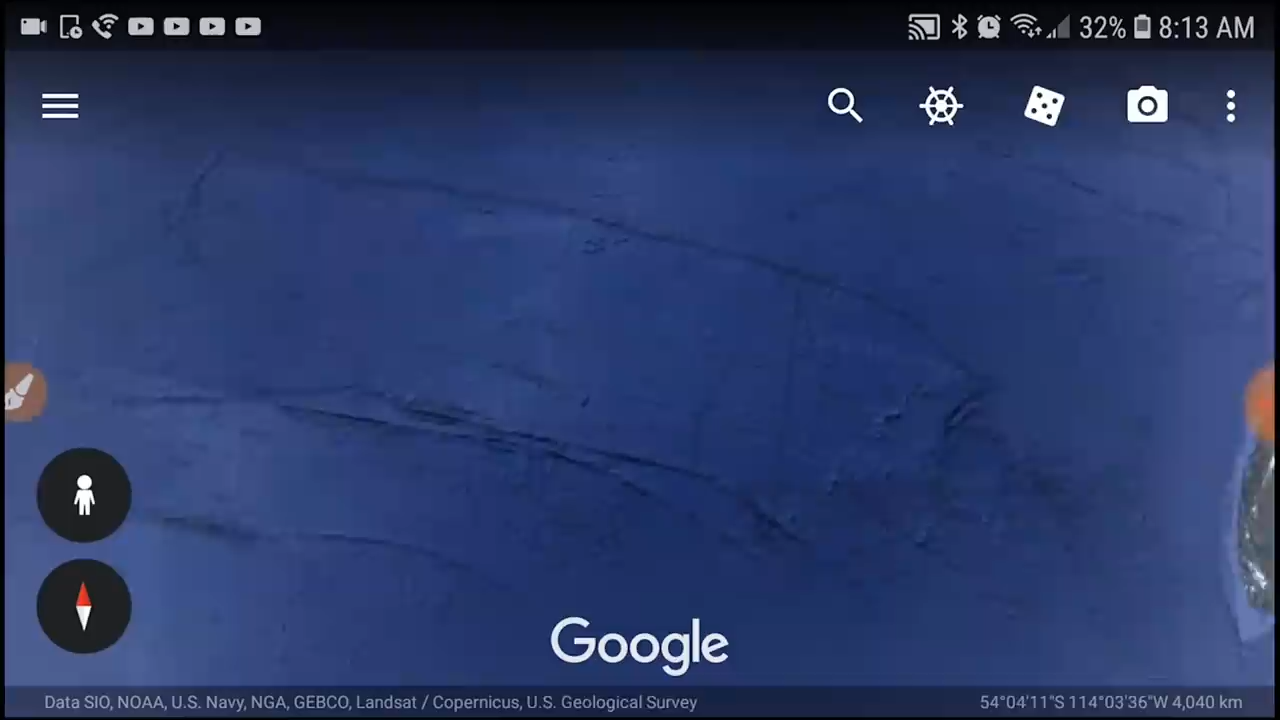 32% 8:13 AM
Google
Data SIO, NOAA, U.S. Navy, NGA, GEBCO, Landsat / Copernicus, U.S. Geological Survey 54°04'11"S 114°03'36"W 4,040 km